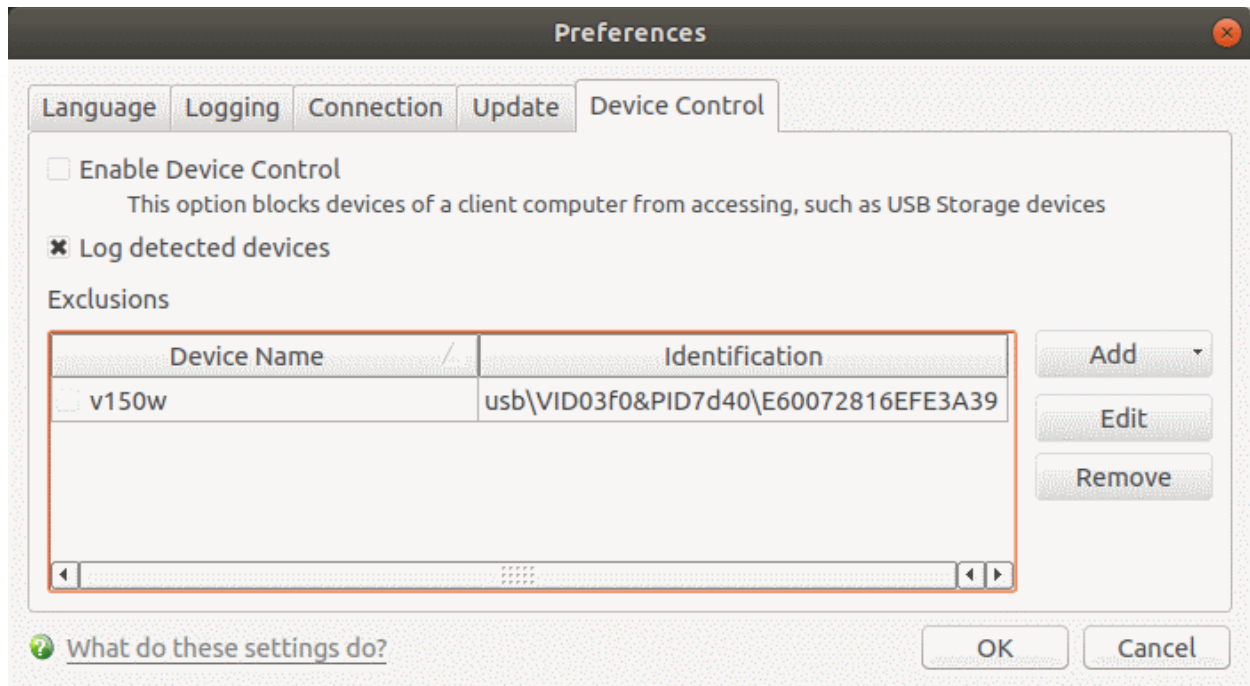 Preferences
Language Logging Connection Update Device Control
Enable Device Control
This option blocks devices of a client computer from accessing, such as USB Storage devices
Log detected devices
Exclusions
Device Name Identification Add
v150w usb\VID03f0&PID7d40\E60072816EFE3A39
Edit
Remove
What do these settings do? OK Cancel